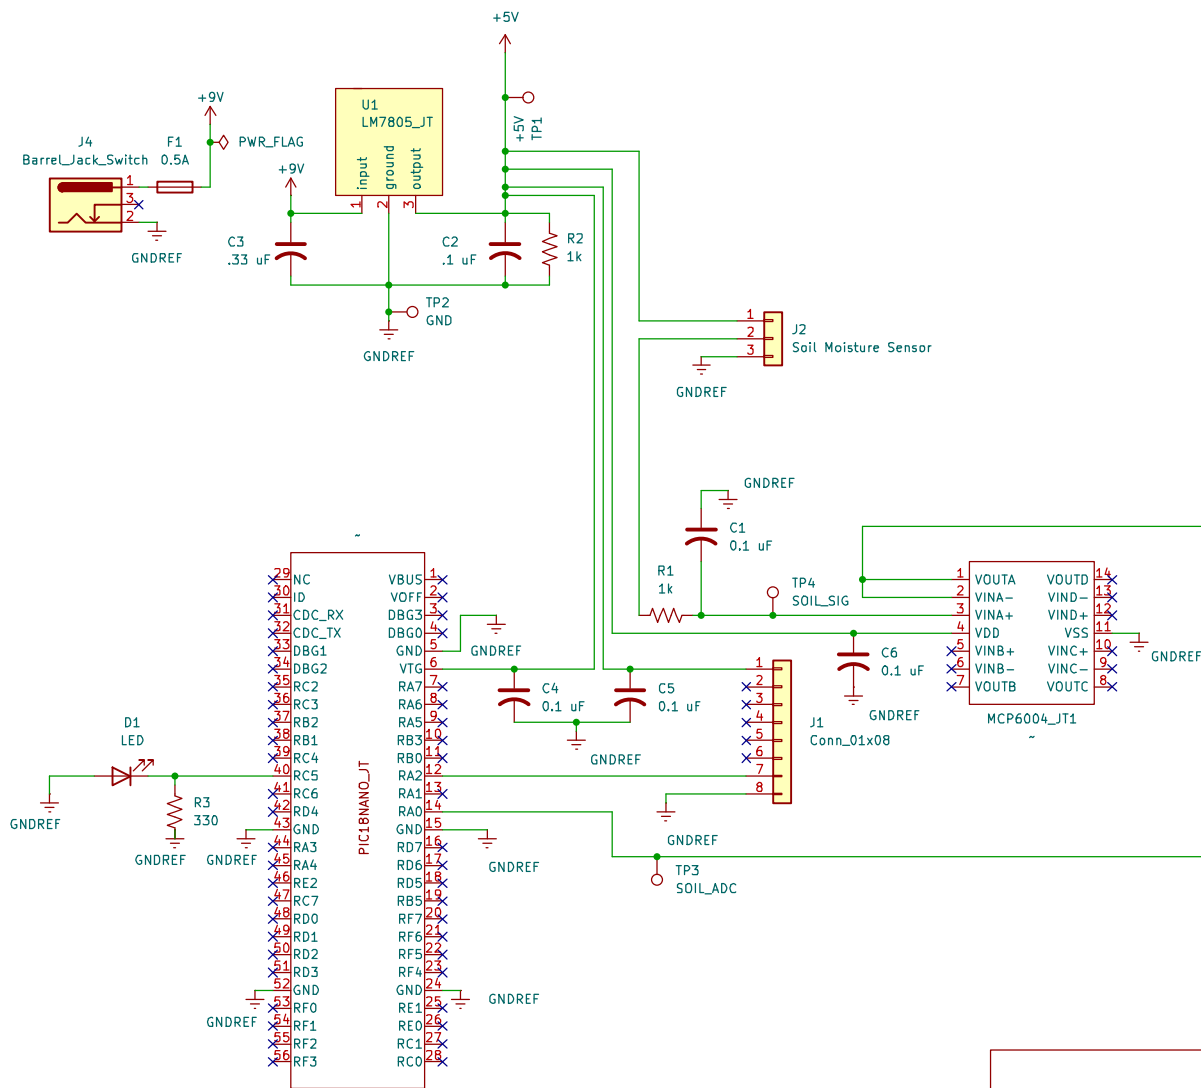 +5V
+9V
PWR_FLAG
J4
Barrel_Jack_Switch
F1
0.5A
1
3
2
GNDREF
U1
LM7805_JT
input
ground
output
1
2
3
+9V
+5V
TP1
C3
.33 uF
C2
.1 uF
R2
1k
TP2
GND
GNDREF
1
2
3
J2
Soil Moisture Sensor
GNDREF
GNDREF
C1
0.1 uF
R1
1k
TP4
SOIL_SIG
1 VOUTA
2 VINA-
3 VINA+
4 VDD
5 VINB+
6 VINB-
7 VOUTB
VOUTD 14
VIND- 13
VIND+ 12
VSS 11
VINC+ 10
VINC- 9
VOUTC 8
GNDREF
MCP6004_JT1
~
C6
0.1 uF
GNDREF
~
29 NC
30 ID
31 CDC_RX
32 CDC_TX
33 DBG1
34 DBG2
35 RC2
36 RC3
37 RB2
38 RB1
39 RC4
40 RC5
41 RC6
42 RD4
43 GND
44 RA3
45 RA4
46 RE2
47 RC7
48 RD0
49 RD1
50 RD2
51 RD3
52 GND
53 RF0
54 RF1
55 RF2
56 RF3
PIC18NANO_JT
VBUS 1
VOFF 2
DBG3 3
DBG0 4
GND 5
VTG 6
RA7 7
RA6 8
RA5 9
RB3 10
RB0 11
RA2 12
RA1 13
RA0 14
GND 15
RD7 16
RD6 17
RD5 18
RB5 19
RF7 20
RF6 21
RF5 22
RF4 23
GND 24
RE1 25
RE0 26
RC1 27
RC0 28
GNDREF
C4
0.1 uF
C5
0.1 uF
GNDREF
1
2
3
4
5
6
7
8
J1
Conn_01x08
GNDREF
D1
LED
GNDREF
R3
330
GNDREF
GNDREF
GNDREF
TP3
SOIL_ADC
GNDREF
GNDREF